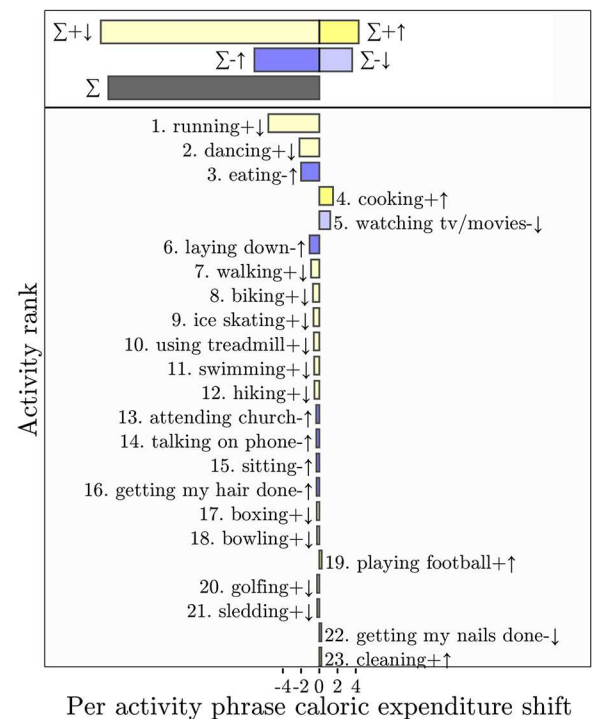 Σ+↓ Σ+↑
Σ-↑ Σ-↓
Σ
1. running+↓
2. dancing+↓
3. eating-↑
4. cooking+↑
5. watching tv/movies-↓
6. laying down-↑
7. walking+↓
8. biking+↓
9. ice skating+↓
10. using treadmill+↓
11. swimming+↓
12. hiking+↓
13. attending church-↑
14. talking on phone-↑
15. sitting-↑
16. getting my hair done-↑
17. boxing+↓
18. bowling+↓
19. playing football+↑
20. golfing+↓
21. sledding+↓
22. getting my nails done-↓
23. cleaning+↑
Activity rank
-4 -2 0 2 4
Per activity phrase caloric expenditure shift